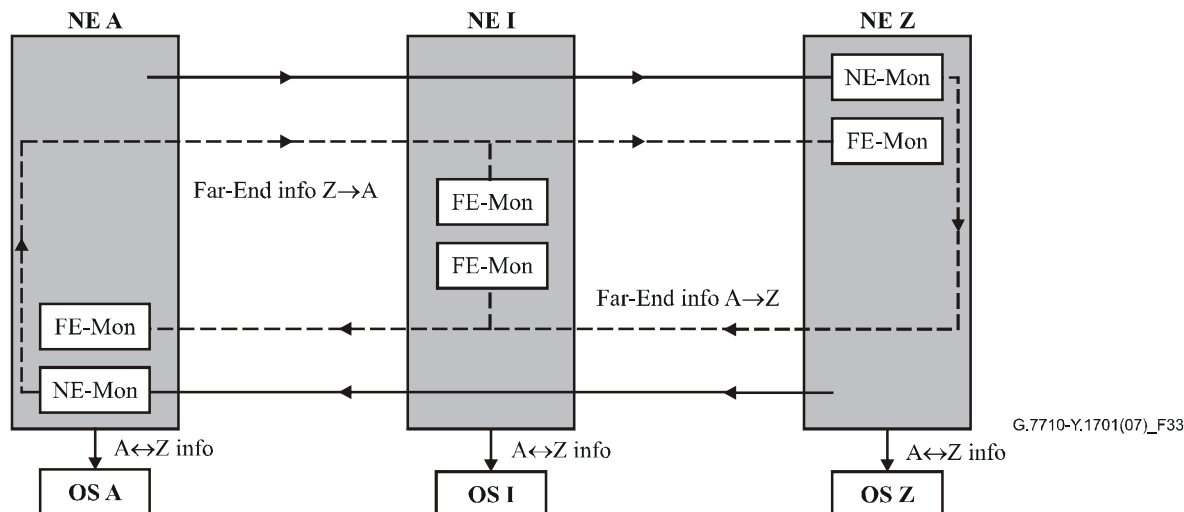 NE A
NE I
NE Z
NE-Mon
FE-Mon
Far-End info Z→A
FE-Mon
FE-Mon
Far-End info A→Z
FE-Mon
NE-Mon
G.7710-Y.1701(07)_F33
A↔Z info
A↔Z info
A↔Z info
OS A
OS I
OS Z